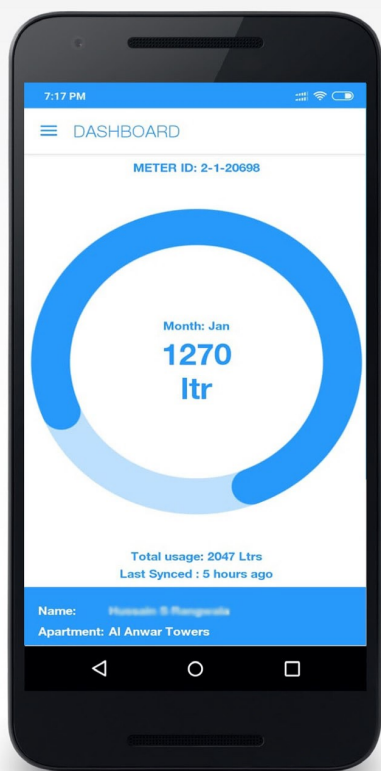 7:17 PM
DASHBOARD
METER ID: 2-1-20698
Month: Jan
1270
ltr
Total usage: 2047 Ltrs
Last Synced : 5 hours ago
Name:
Apartment: Al Anwar Towers